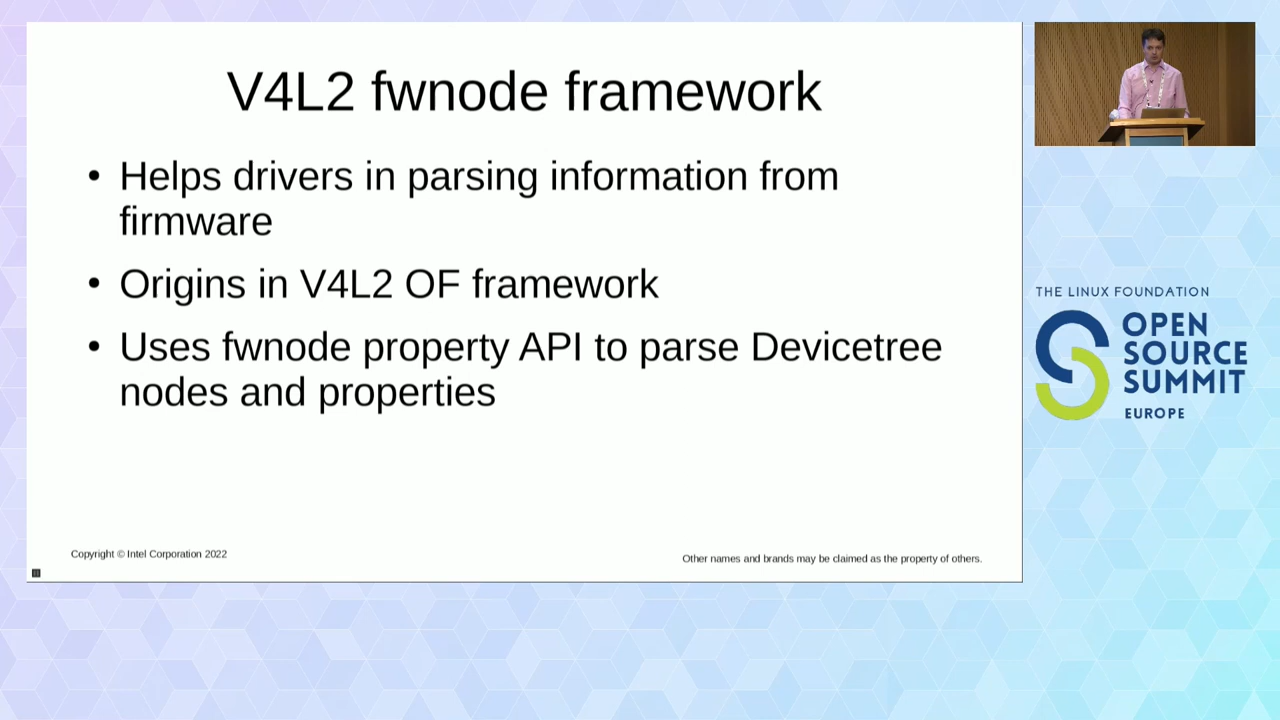 V4L2 fwnode framework
• Helps drivers in parsing information from
firmware
• Origins in V4L2 OF framework
• Uses fwnode property API to parse Devicetree
nodes and properties
Copyright © Intel Corporation 2022
Other names and brands may be claimed as the property of others.
THE LINUX FOUNDATION
OPEN
SOURCE
SUMMIT
EUROPE